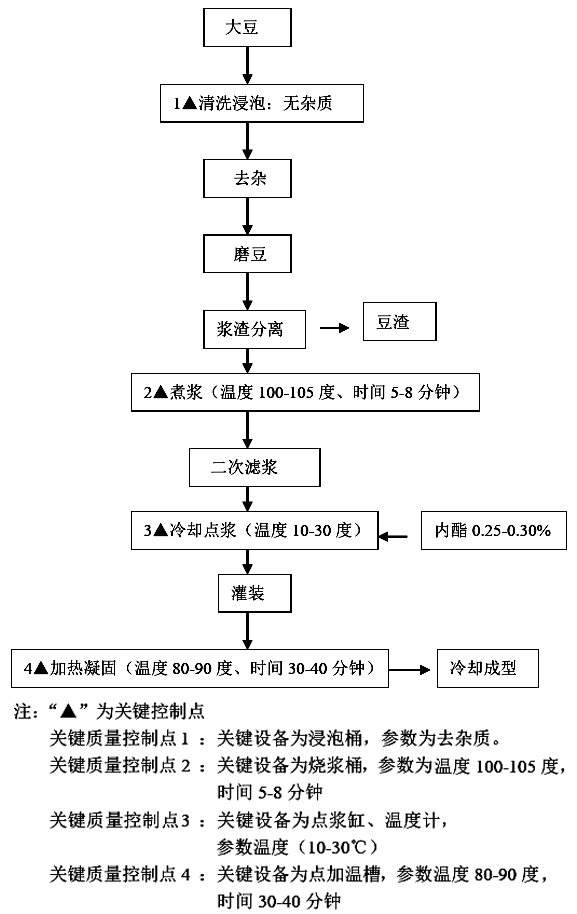 大豆
1▲清洗浸泡：无杂质
去杂
磨豆
浆渣分离
豆渣
2▲煮浆（温度 100-105 度、时间 5-8 分钟）
二次滤浆
3▲冷却点浆（温度 10-30 度）
内酯 0.25-0.30%
灌装
4▲加热凝固（温度 80-90 度、时间 30-40 分钟）
冷却成型
注：“▲”为关键控制点
关键质量控制点 1 ：关键设备为浸泡桶，参数为去杂质。
关键质量控制点 2 ：关键设备为烧浆桶，参数为温度 100-105 度，
时间 5-8 分钟
关键质量控制点 3 ：关键设备为点浆缸、温度计，
参数温度（10-30℃）
关键质量控制点 4 ：关键设备为点加温槽，参数温度 80-90 度，
时间 30-40 分钟